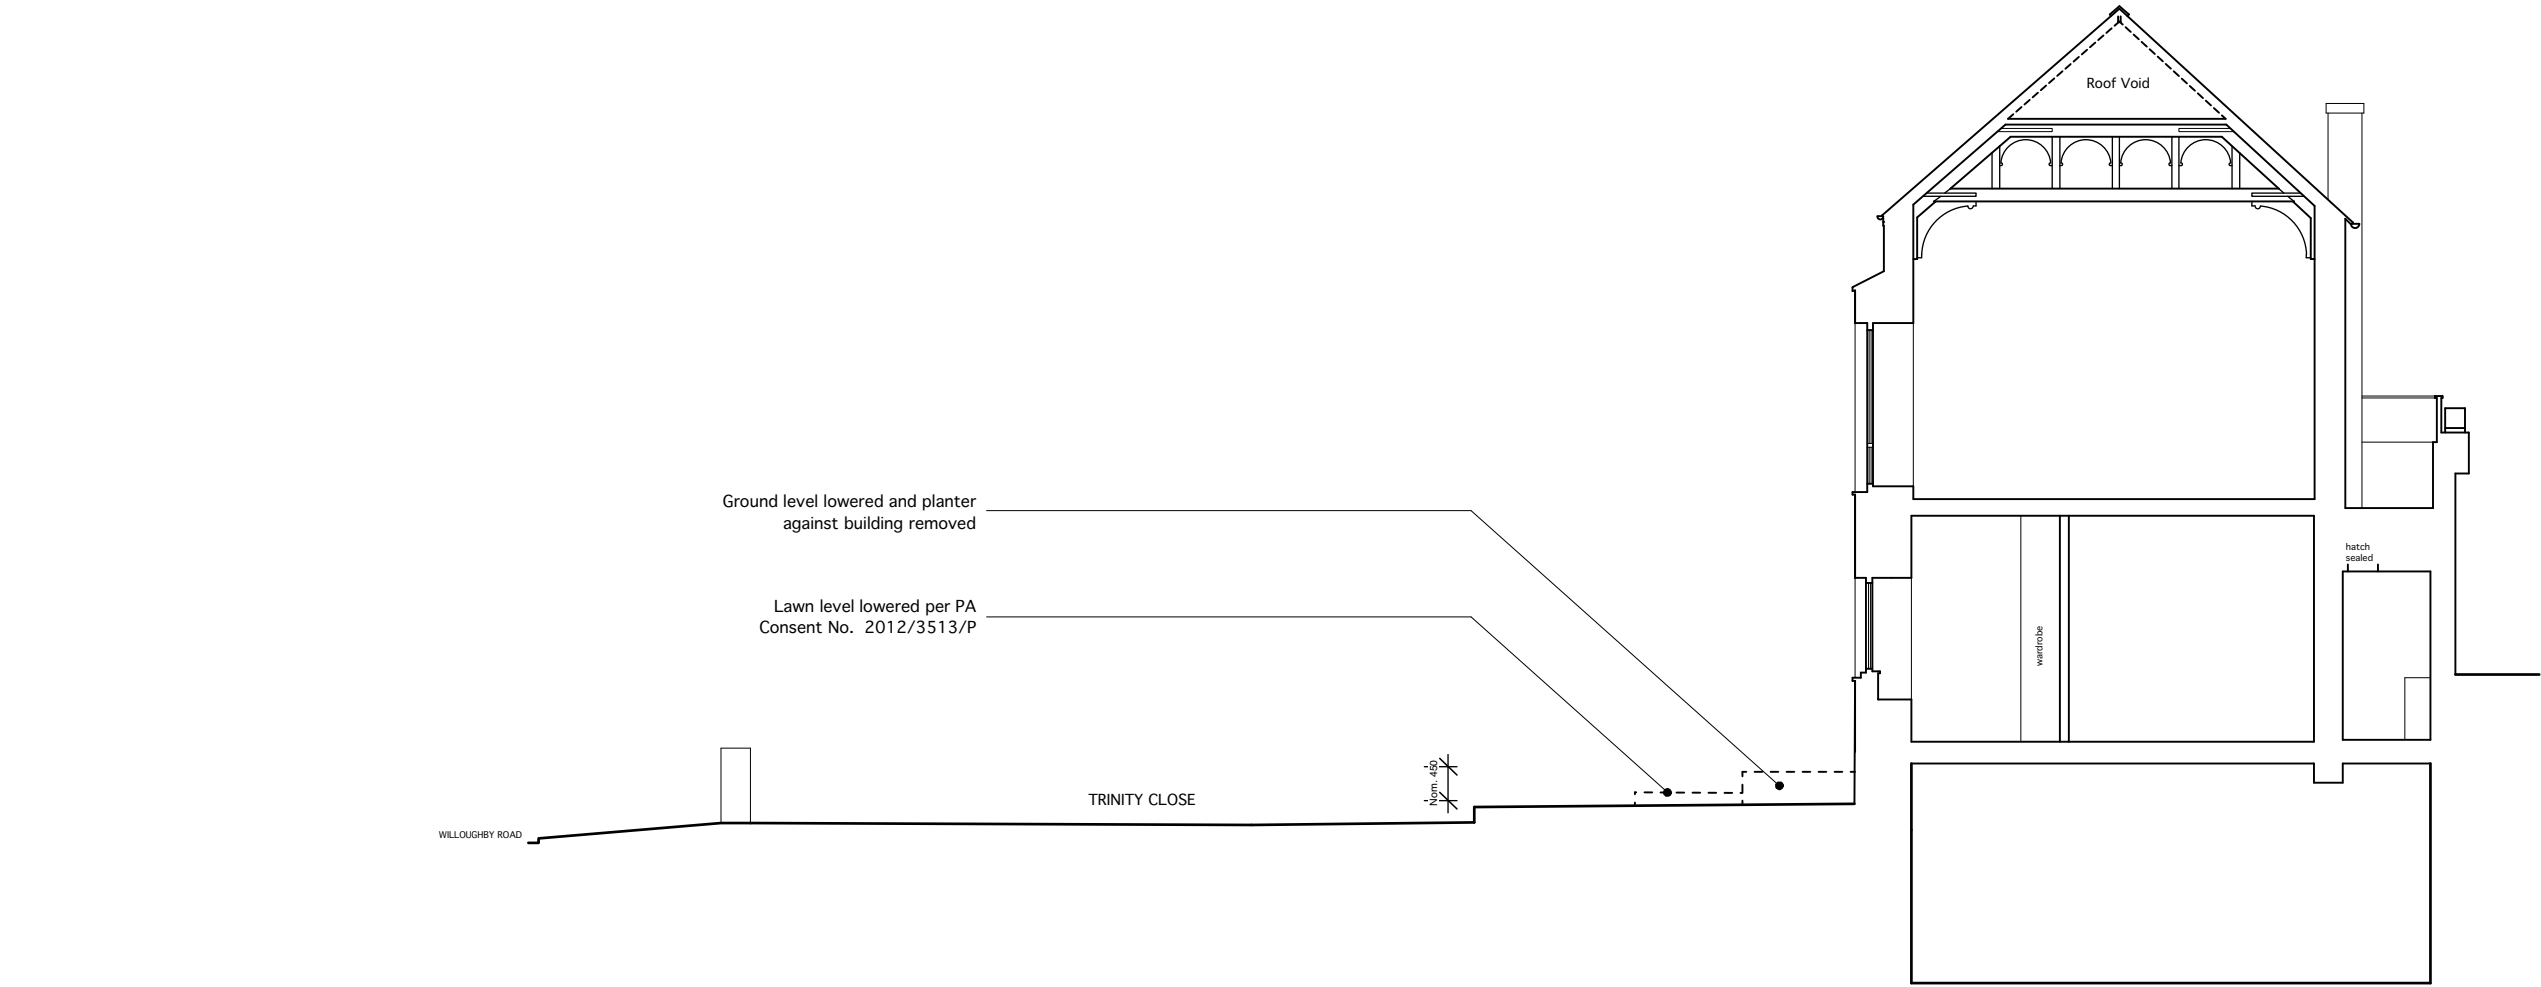 Roof Void
Ground level lowered and planter
against building removed
hatch
sealed
Lawn level lowered per PA
Consent No.  2012/3513/P
wardrobe
Nom. 450
TRINITY CLOSE
WILLOUGHBY ROAD